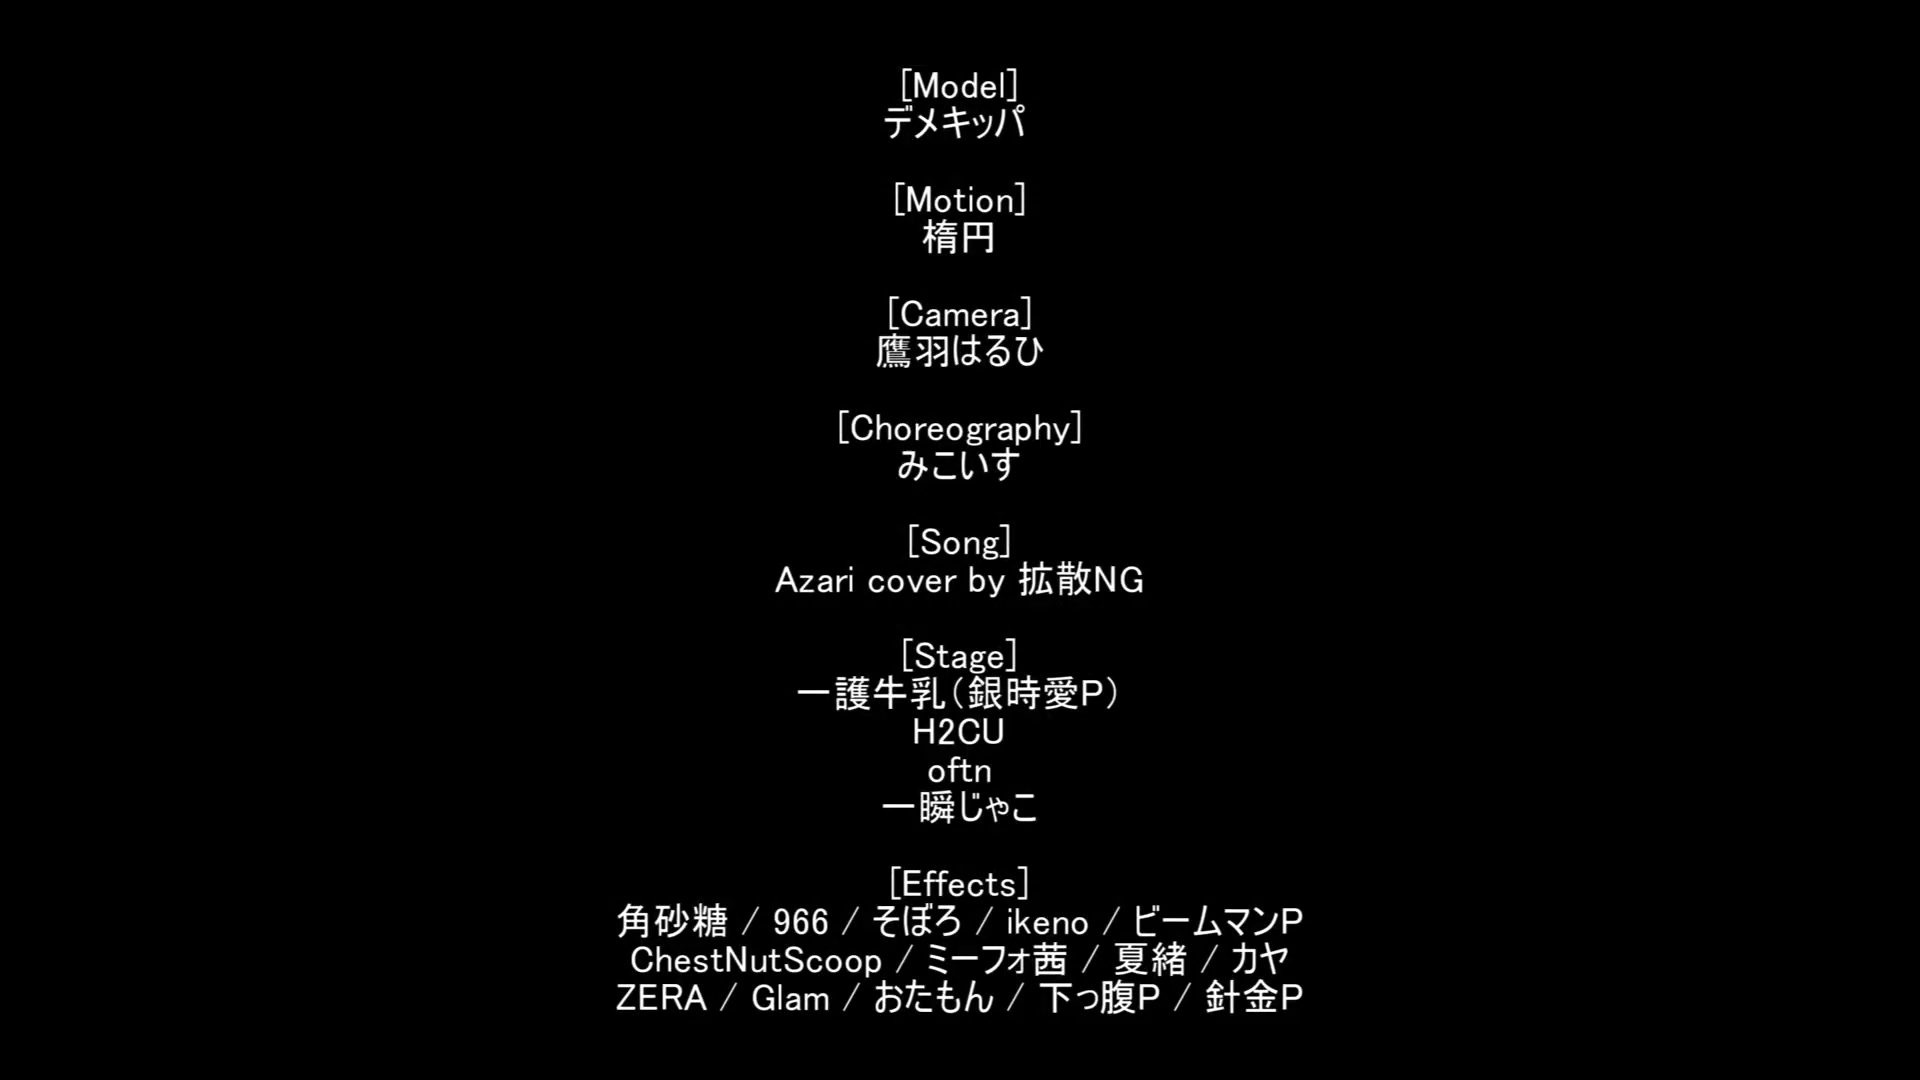 [Model]
デメキッパ
[Motion]
楕円
[Camera]
鷹羽はるひ
[Choreography]
みこいす
[Song]
Azari cover by 拡散NG
[Stage]
一護牛乳（銀時愛P）
H2CU
oftn
一瞬じゃこ
[Effects]
角砂糖 / 966 / そぼろ / ikeno / ビームマンP
ChestNutScoop / ミーフォ茜 / 夏緒 / カヤ
ZERA / Glam / おたもん / 下っ腹P / 針金P